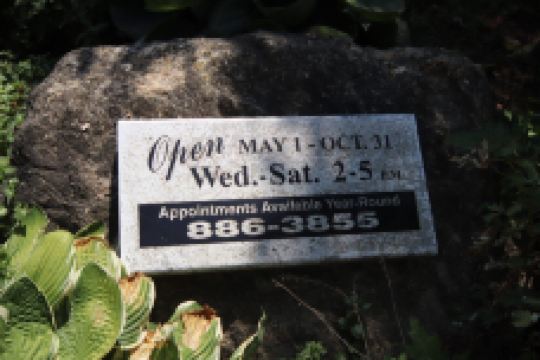 Open MAY 1 - OCT. 31
Wed.-Sat. 2-5 P.M.
Appointments Available Year-Round
886-3855